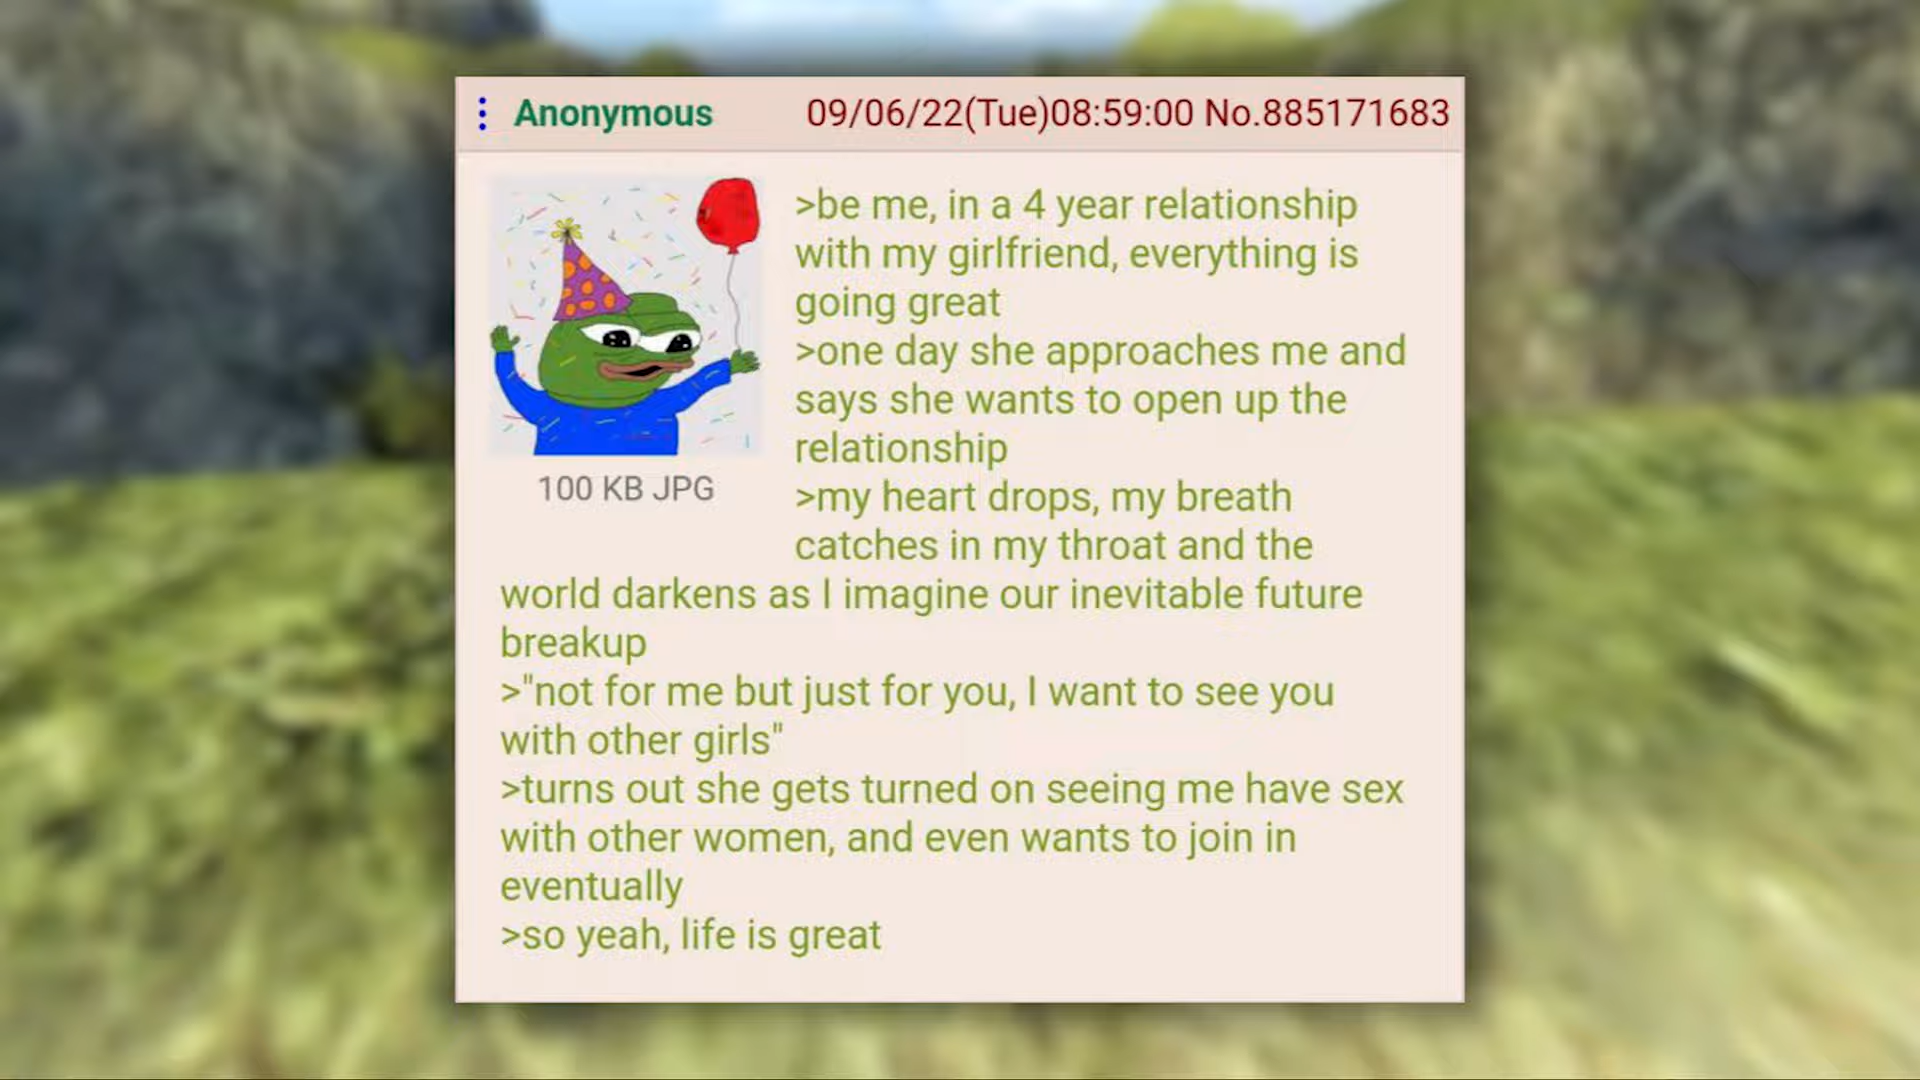 Anonymous 09/06/22(Tue)08:59:00 No.885171683
>be me, in a 4 year relationship
with my girlfriend, everything is
going great
>one day she approaches me and
says she wants to open up the
relationship
100 KB JPG
>my heart drops, my breath
catches in my throat and the
world darkens as I imagine our inevitable future
breakup
>"not for me but just for you, I want to see you
with other girls"
>turns out she gets turned on seeing me have sex
with other women, and even wants to join in
eventually
>so yeah, life is great